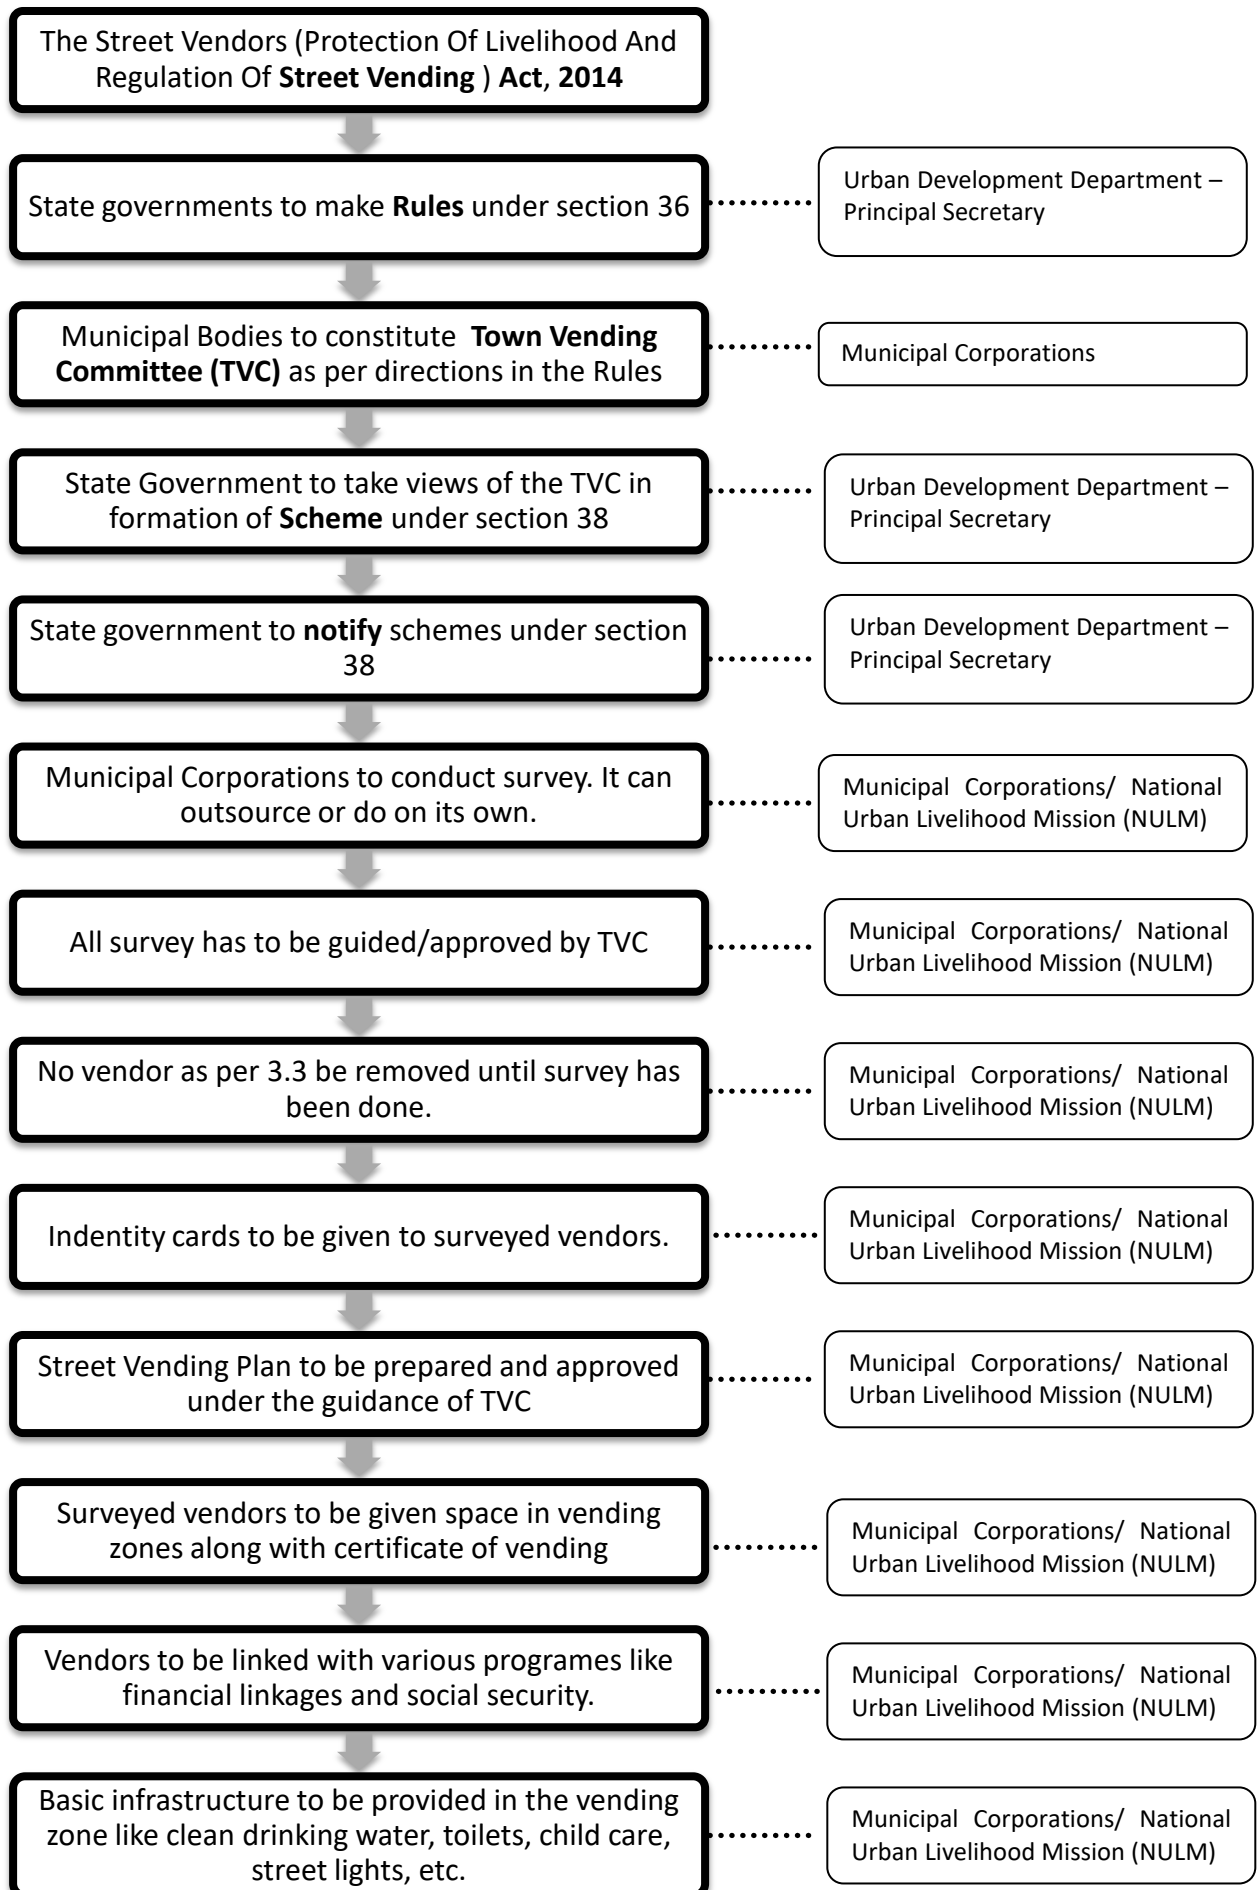 The Street Vendors (Protection Of Livelihood And
Regulation Of Street Vending ) Act, 2014
State governments to make Rules under section 36
Urban Development Department –
Principal Secretary
Municipal Bodies to constitute Town Vending
Committee (TVC) as per directions in the Rules
Municipal Corporations
State Government to take views of the TVC in
formation of Scheme under section 38
Urban Development Department –
Principal Secretary
State government to notify schemes under section
38
Urban Development Department –
Principal Secretary
Municipal Corporations to conduct survey. It can
outsource or do on its own.
Municipal Corporations/ National
Urban Livelihood Mission (NULM)
All survey has to be guided/approved by TVC
Municipal Corporations/ National
Urban Livelihood Mission (NULM)
No vendor as per 3.3 be removed until survey has
been done.
Municipal Corporations/ National
Urban Livelihood Mission (NULM)
Indentity cards to be given to surveyed vendors.
Municipal Corporations/ National
Urban Livelihood Mission (NULM)
Street Vending Plan to be prepared and approved
under the guidance of TVC
Municipal Corporations/ National
Urban Livelihood Mission (NULM)
Surveyed vendors to be given space in vending
zones along with certificate of vending
Municipal Corporations/ National
Urban Livelihood Mission (NULM)
Vendors to be linked with various programes like
financial linkages and social security.
Municipal Corporations/ National
Urban Livelihood Mission (NULM)
Basic infrastructure to be provided in the vending
zone like clean drinking water, toilets, child care,
street lights, etc.
Municipal Corporations/ National
Urban Livelihood Mission (NULM)